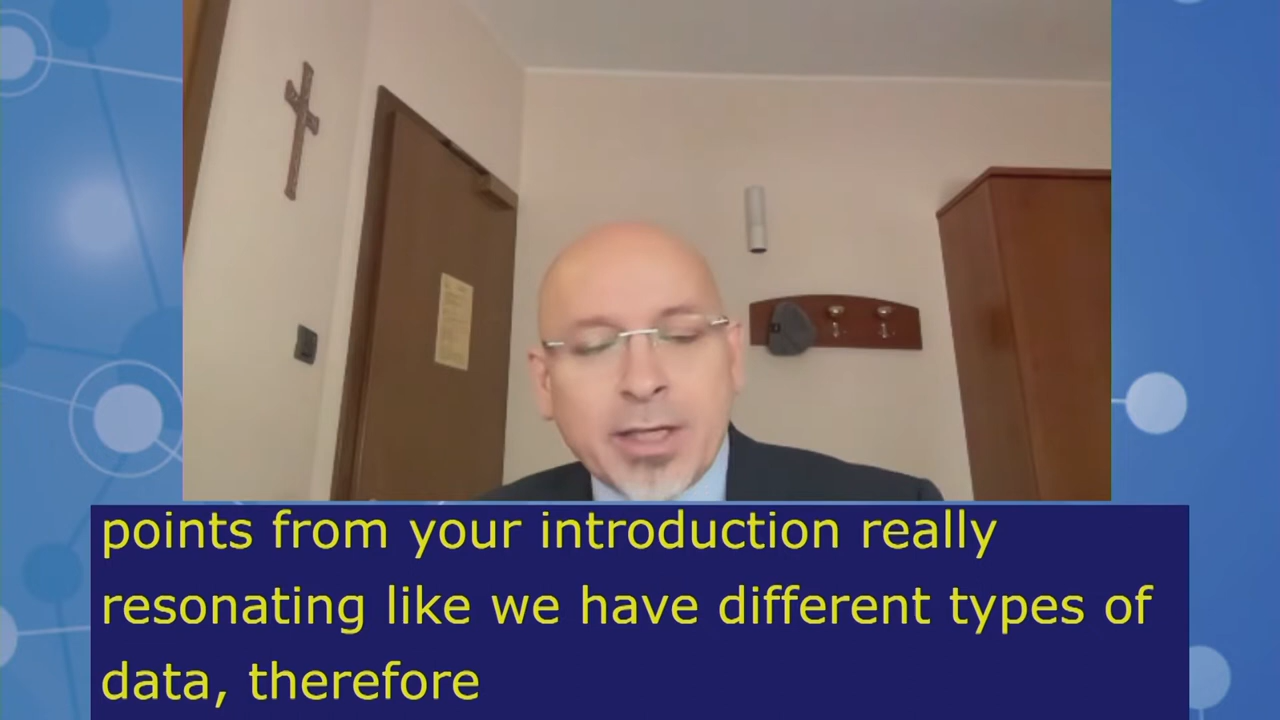 points from your introduction really
resonating like we have different types of
data, therefore